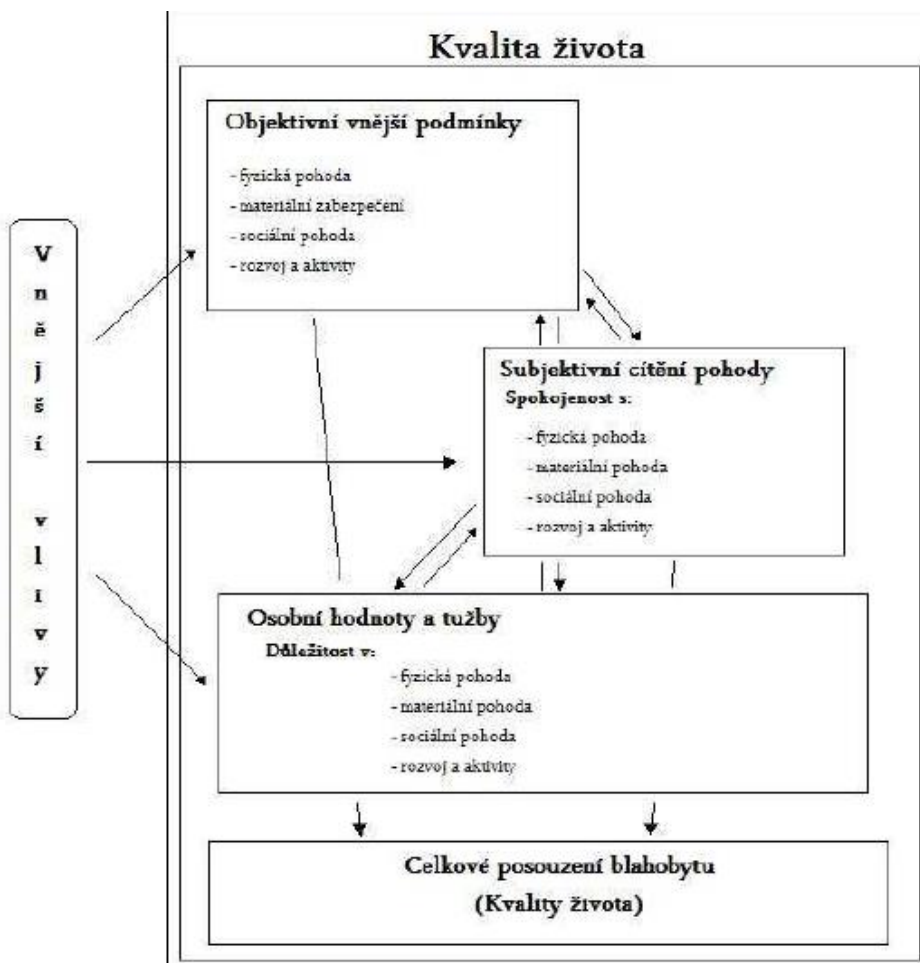 Kvalita života
Objektivní vnější podmínky
- fyzická pohoda
- materiální zabezpečení
- sociální pohoda
- rozvoj a aktivity
Vnější vlivy
Subjektivní cítění pohody
Spokojenost s:
- fyzická pohoda
- materiální pohoda
- sociální pohoda
- rozvoj a aktivity
Osobní hodnoty a tužby
Důležitost v:
- fyzická pohoda
- materiální pohoda
- sociální pohoda
- rozvoj a aktivity
Celkové posouzení blahobytu
(Kvality života)